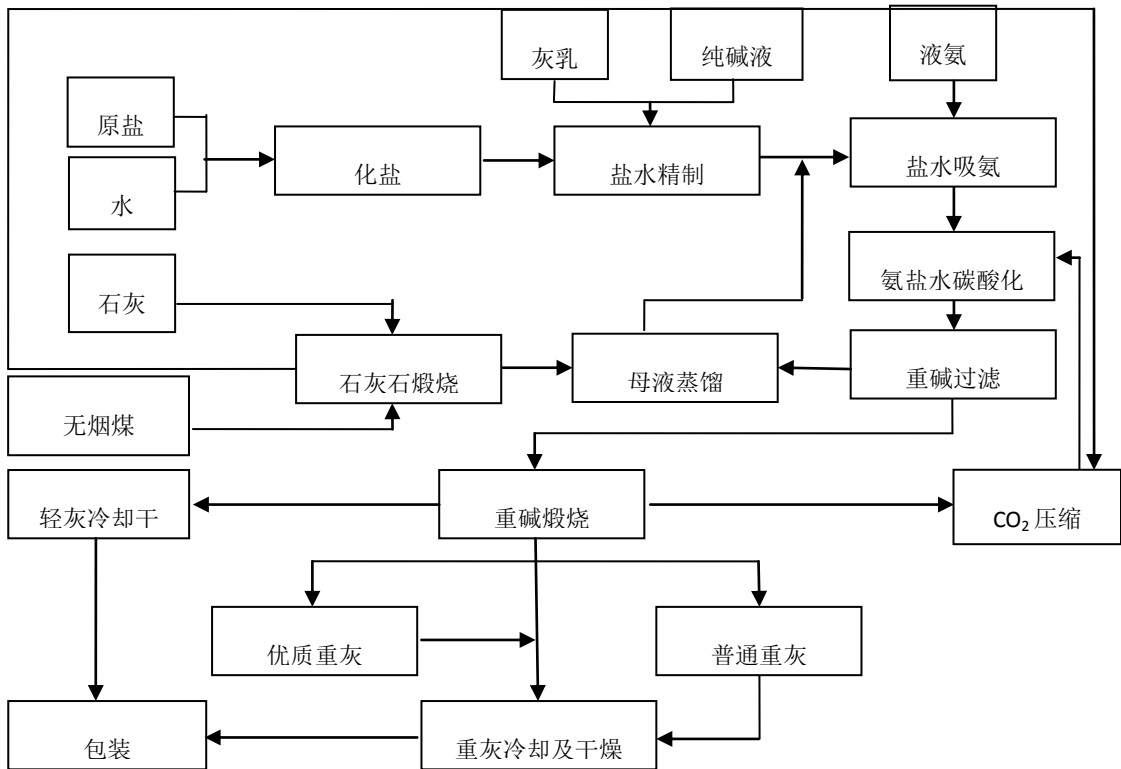 灰乳
纯碱液
液氨
原盐
化盐
盐水精制
盐水吸氨
水
石灰
氨盐水碳酸化
石灰石煅烧
母液蒸馏
重碱过滤
无烟煤
轻灰冷却干
重碱煅烧
CO₂压缩
优质重灰
普通重灰
包装
重灰冷却及干燥